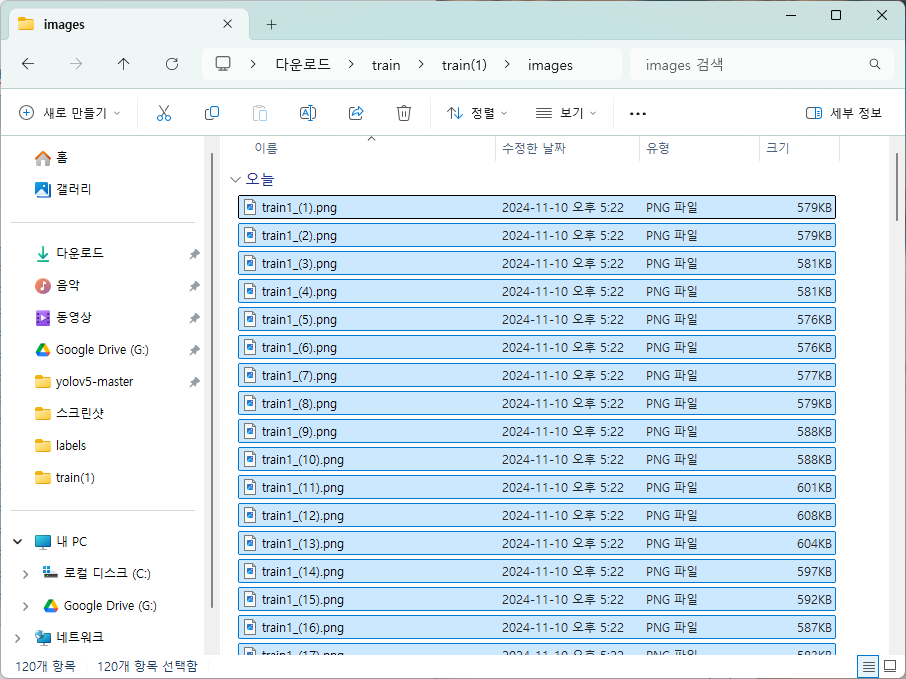 images
다운로드 train train(1) images
images 검색
새로 만들기 정렬 보기 세부 정보
홈
갤러리
다운로드
음악
동영상
Google Drive (G:)
yolov5-master
스크린샷
labels
train(1)
내 PC
로컬 디스크 (C:)
Google Drive (G:)
네트워크
이름 수정한 날짜 유형 크기
오늘
train1_(1).png 2024-11-10 오후 5:22 PNG 파일 579KB
train1_(2).png 2024-11-10 오후 5:22 PNG 파일 579KB
train1_(3).png 2024-11-10 오후 5:22 PNG 파일 581KB
train1_(4).png 2024-11-10 오후 5:22 PNG 파일 581KB
train1_(5).png 2024-11-10 오후 5:22 PNG 파일 576KB
train1_(6).png 2024-11-10 오후 5:22 PNG 파일 576KB
train1_(7).png 2024-11-10 오후 5:22 PNG 파일 577KB
train1_(8).png 2024-11-10 오후 5:22 PNG 파일 579KB
train1_(9).png 2024-11-10 오후 5:22 PNG 파일 588KB
train1_(10).png 2024-11-10 오후 5:22 PNG 파일 588KB
train1_(11).png 2024-11-10 오후 5:22 PNG 파일 601KB
train1_(12).png 2024-11-10 오후 5:22 PNG 파일 608KB
train1_(13).png 2024-11-10 오후 5:22 PNG 파일 604KB
train1_(14).png 2024-11-10 오후 5:22 PNG 파일 597KB
train1_(15).png 2024-11-10 오후 5:22 PNG 파일 592KB
train1_(16).png 2024-11-10 오후 5:22 PNG 파일 587KB
train1_(17).png 2024-11-10 오후 5:22 PNG 파일
120개 항목 120개 항목 선택함